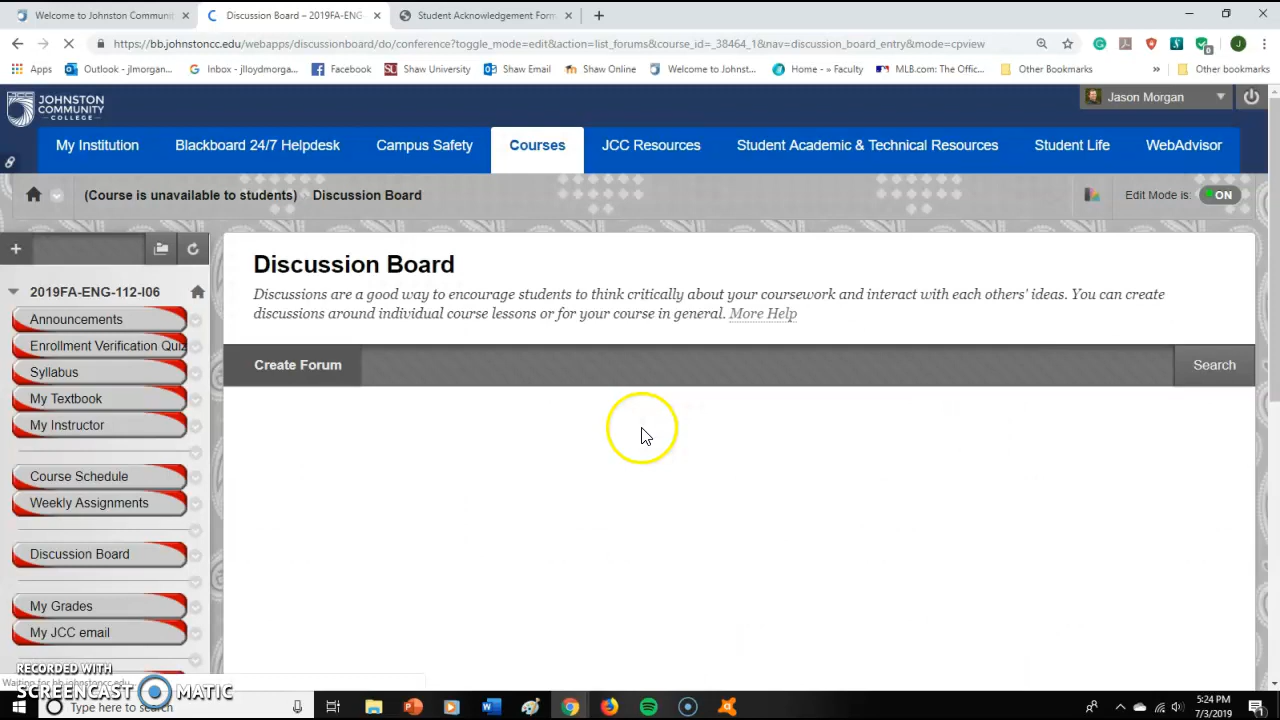 Welcome to Johnston Communi
Discussion Board – 2019FA-ENG-
Student Acknowledgement Form
https://bb.johnstoncc.edu/webapps/discussionboard/do/conference?toggle_mode=edit&action=list_forums&course_id=_38464_1&nav=discussion_board_entry&mode=cpview
Apps
Outlook - jlmorgan...
Inbox - jlloydmorga...
Facebook
Shaw University
Shaw Email
Shaw Online
Welcome to Johnst...
Home - » Faculty
MLB.com: The Offic...
Other Bookmarks
»
Other bookmarks
JOHNSTON
COMMUNITY
COLLEGE
Jason Morgan
My Institution
Blackboard 24/7 Helpdesk
Campus Safety
Courses
JCC Resources
Student Academic & Technical Resources
Student Life
WebAdvisor
(Course is unavailable to students)
Discussion Board
Edit Mode is:
ON
2019FA-ENG-112-I06
Announcements
Enrollment Verification Quiz
Syllabus
My Textbook
My Instructor
Course Schedule
Weekly Assignments
Discussion Board
My Grades
My JCC email
Discussion Board
Discussions are a good way to encourage students to think critically about your coursework and interact with each others' ideas. You can create
discussions around individual course lessons or for your course in general. More Help
Create Forum
Search
Waiting for bb.johnstoncc.edu...
RECORDED WITH
SCREENCAST MATIC
Type here to search
5:24 PM
7/3/2019